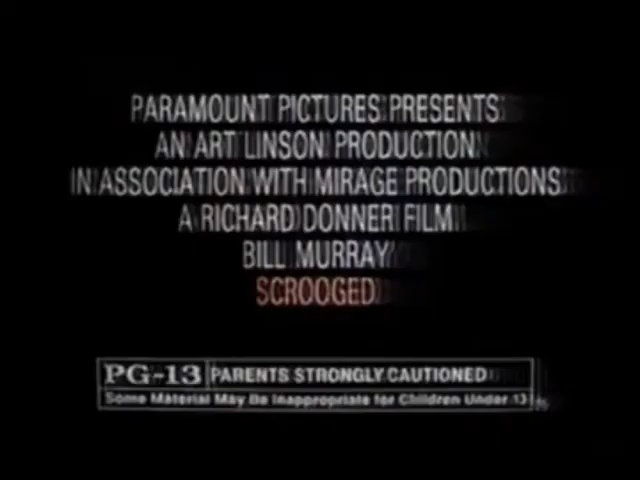 PARAMOUNT PICTURES PRESENTS
AN ART LINSON PRODUCTION
IN ASSOCIATION WITH MIRAGE PRODUCTIONS
A RICHARD DONNER FILM
BILL MURRAY
SCROOGED
PG-13 PARENTS STRONGLY CAUTIONED
Some Material May Be Inappropriate for Children Under 13